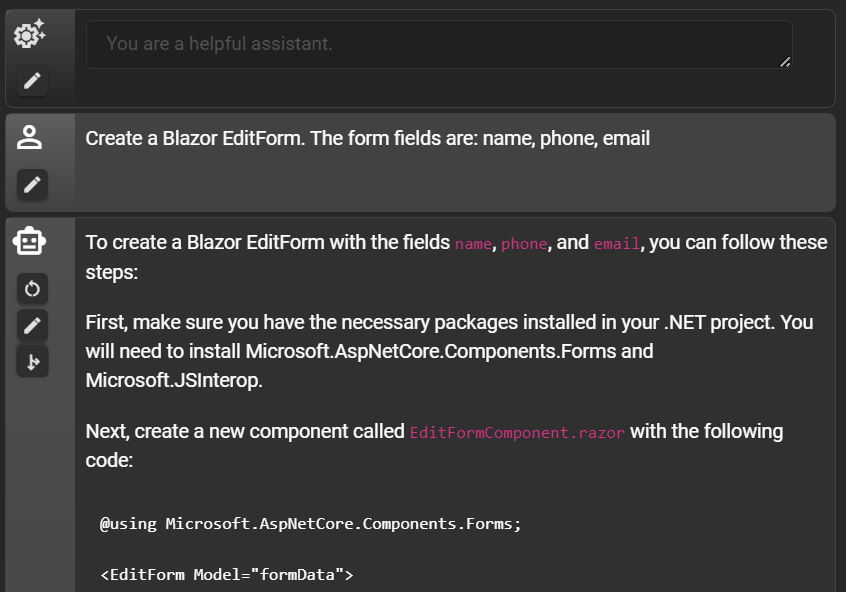 You are a helpful assistant.
Create a Blazor EditForm. The form fields are: name, phone, email
To create a Blazor EditForm with the fields name, phone, and email, you can follow these
steps:
First, make sure you have the necessary packages installed in your .NET project. You
will need to install Microsoft.AspNetCore.Components.Forms and
Microsoft.JSInterop.
Next, create a new component called EditFormComponent.razor with the following
code:
@using Microsoft.AspNetCore.Components.Forms;
<EditForm Model="formData">